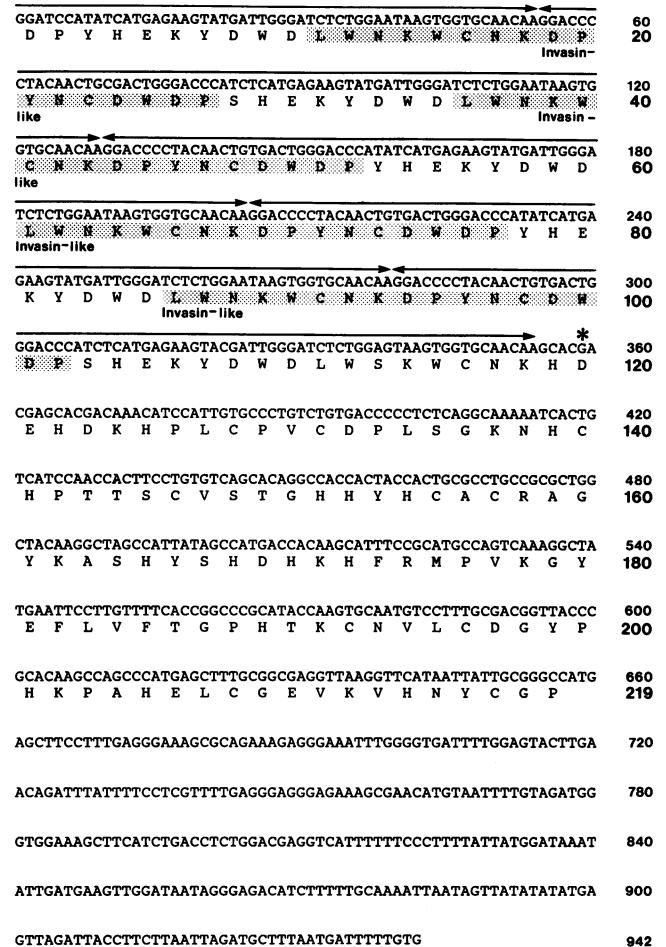 GGATCCATATCATGAGAAGTATGATTGGGATCTCTCTGGAATAAGTGGTGCAACAAGGACCC 60
D P Y H E K Y D W D L W N K W C N K D P 20
Invasin-
CTACAACTGCGACTGGGACCCATCTCATGAGAAGTATGATTGGGATCTCTGGAATAAGTG 120
Y N C D W D P S H E K Y D W D L W N K W 40
like Invasin-
GTGCAACAAGGACCCCTACAACTGTGACTGGGACCCATATCATGAGAAGTATGATTGGGA 180
C N K D P Y N C D W D P Y H E K Y D W D 60
like
TCTCTGGAATAAGTGGTGCAACAAGGACCCCTACAACTGTGACTGGGACCCATATCATGA 240
L W N K W C N K D P Y N C D W D P Y H E 80
Invasin-like
GAAGTATGATTGGGATCTCTGGAATAAGTGGTGCAACAAGGACCCCTACAACTGTGACTG 300
K Y D W D L W N K W C N K D P Y N C D W 100
Invasin-like
*
GGACCCATCTCATGAGAAGTACGATTGGGATCTCTGGAGTAAGTGGTGCAACAAGCACGA 360
D P S H E K Y D W D L W S K W C N K H D 120
CGAGCACGACAAACATCCATTGTGCCCTGTCTGTGACCCCCTCTCAGGCAAAAATCACTG 420
E H D K H P L C P V C D P L S G K N H C 140
TCATCCAACCACTTCCTGTGTCAGCACAGGCCACCACTACCACTGCGCCTGCCGCGCTGG 480
H P T T S C V S T G H H Y H C A C R A G 160
CTACAAGGCTAGCCATTATAGCCATGACCACAAGCATTTCCGCATGCCAGTCAAAGGCTA 540
Y K A S H Y S H D H K H F R M P V K G Y 180
TGAATTCCTTGTTTTCACCGGCCCGCATACCAAGTGCAATGTCCTTTGCGACGGTTACCC 600
E F L V F T G P H T K C N V L C D G Y P 200
GCACAAGCCAGCCCATGAGCTTTGCGGCGAGGTTAAGGTTCATAATTATTGCGGGCCATG 660
H K P A H E L C G E V K V H N Y C G P 219
AGCTTCCTTTGAGGGAAAGCGCAGAAAGAGGGAAATTTGGGGTGATTTTGGAGTACTTGA 720
ACAGATTTATTTTCCTCGTTTTGAGGGAGGGAGAAAGCGAACATGTAATTTTGTAGATGG 780
GTGGAAAGCTTCATCTGACCTCTGGACGAGGTCATTTTTTCCCTTTTATTATGGATAAAT 840
ATTGATGAAGTTGGATAATAGGGAGACATCTTTTTGCAAAATTAATAGTTATATATATGA 900
GTTAGATTACCTTCTTAATTAGATGCTTTAATGATTTTTGTG 942